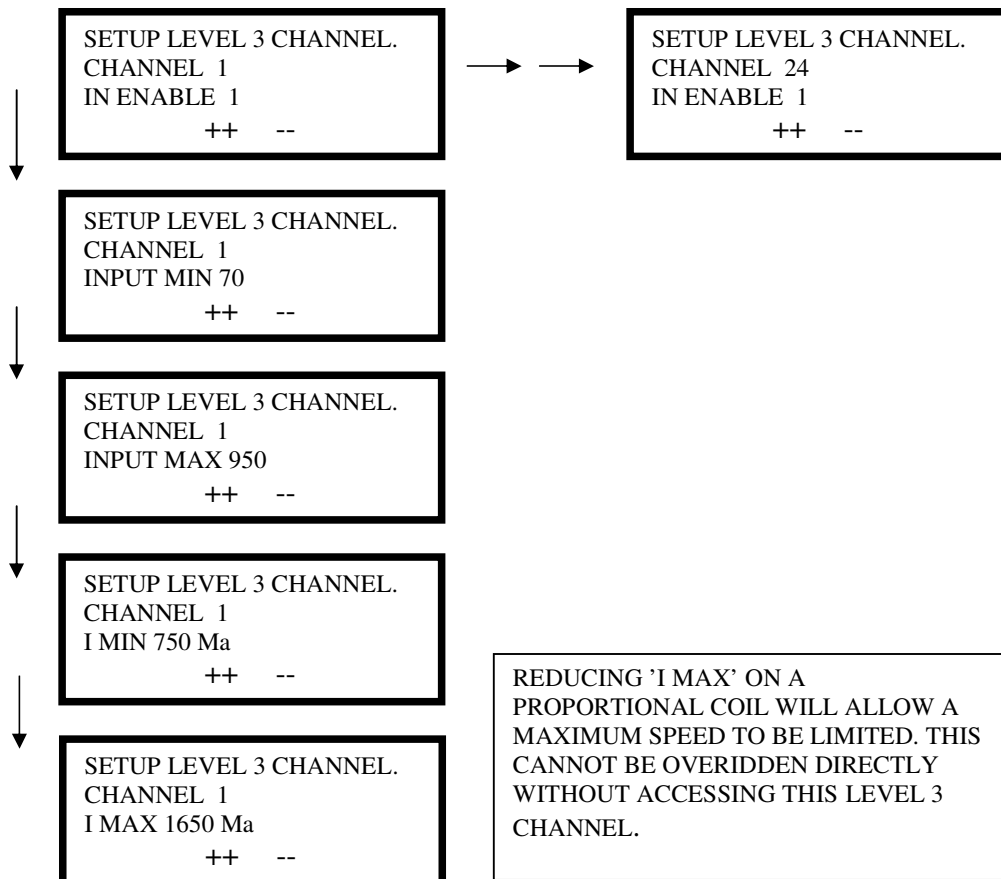 SETUP LEVEL 3 CHANNEL.
CHANNEL 1
IN ENABLE 1
++ --
SETUP LEVEL 3 CHANNEL.
CHANNEL 24
IN ENABLE 1
++ --
SETUP LEVEL 3 CHANNEL.
CHANNEL 1
INPUT MIN 70
++ --
SETUP LEVEL 3 CHANNEL.
CHANNEL 1
INPUT MAX 950
++ --
SETUP LEVEL 3 CHANNEL.
CHANNEL 1
I MIN 750 Ma
++ --
SETUP LEVEL 3 CHANNEL.
CHANNEL 1
I MAX 1650 Ma
++ --
REDUCING 'I MAX' ON A
PROPORTIONAL COIL WILL ALLOW A
MAXIMUM SPEED TO BE LIMITED. THIS
CANNOT BE OVERIDDEN DIRECTLY
WITHOUT ACCESSING THIS LEVEL 3
CHANNEL.